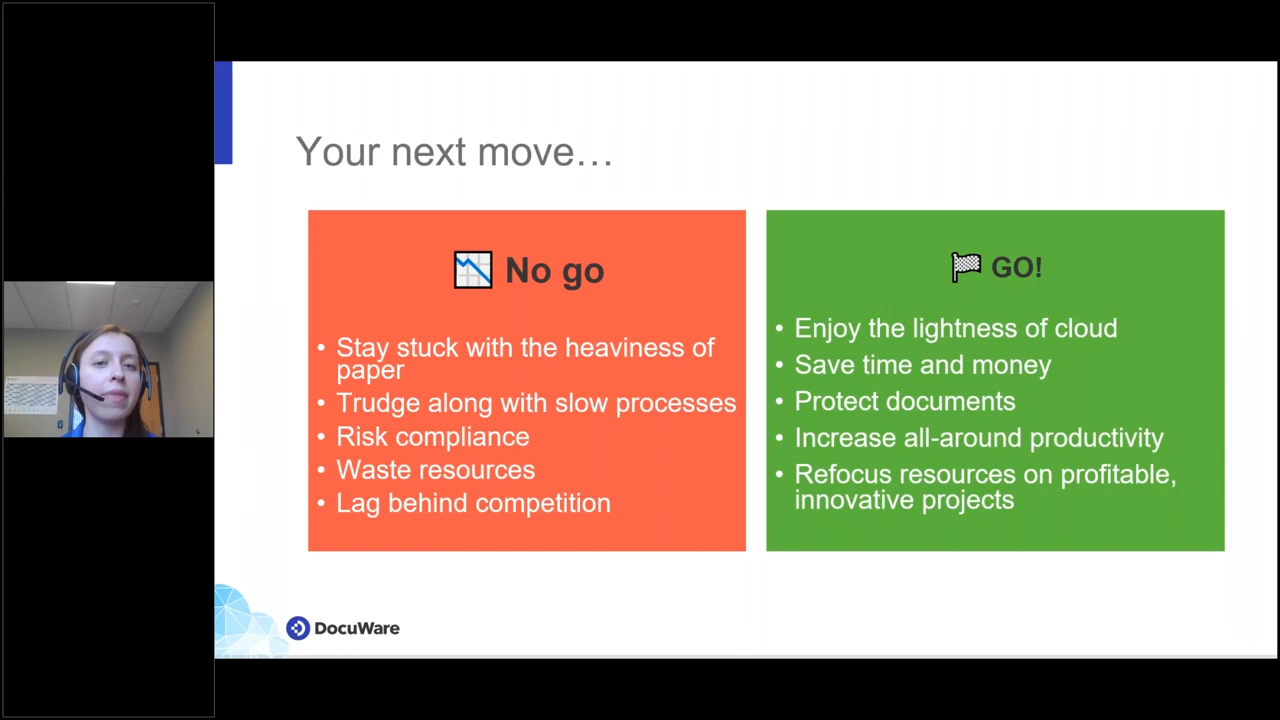 Your next move…
No go
• Stay stuck with the heaviness of
paper
• Trudge along with slow processes
• Risk compliance
• Waste resources
• Lag behind competition
GO!
• Enjoy the lightness of cloud
• Save time and money
• Protect documents
• Increase all-around productivity
• Refocus resources on profitable,
innovative projects
DocuWare